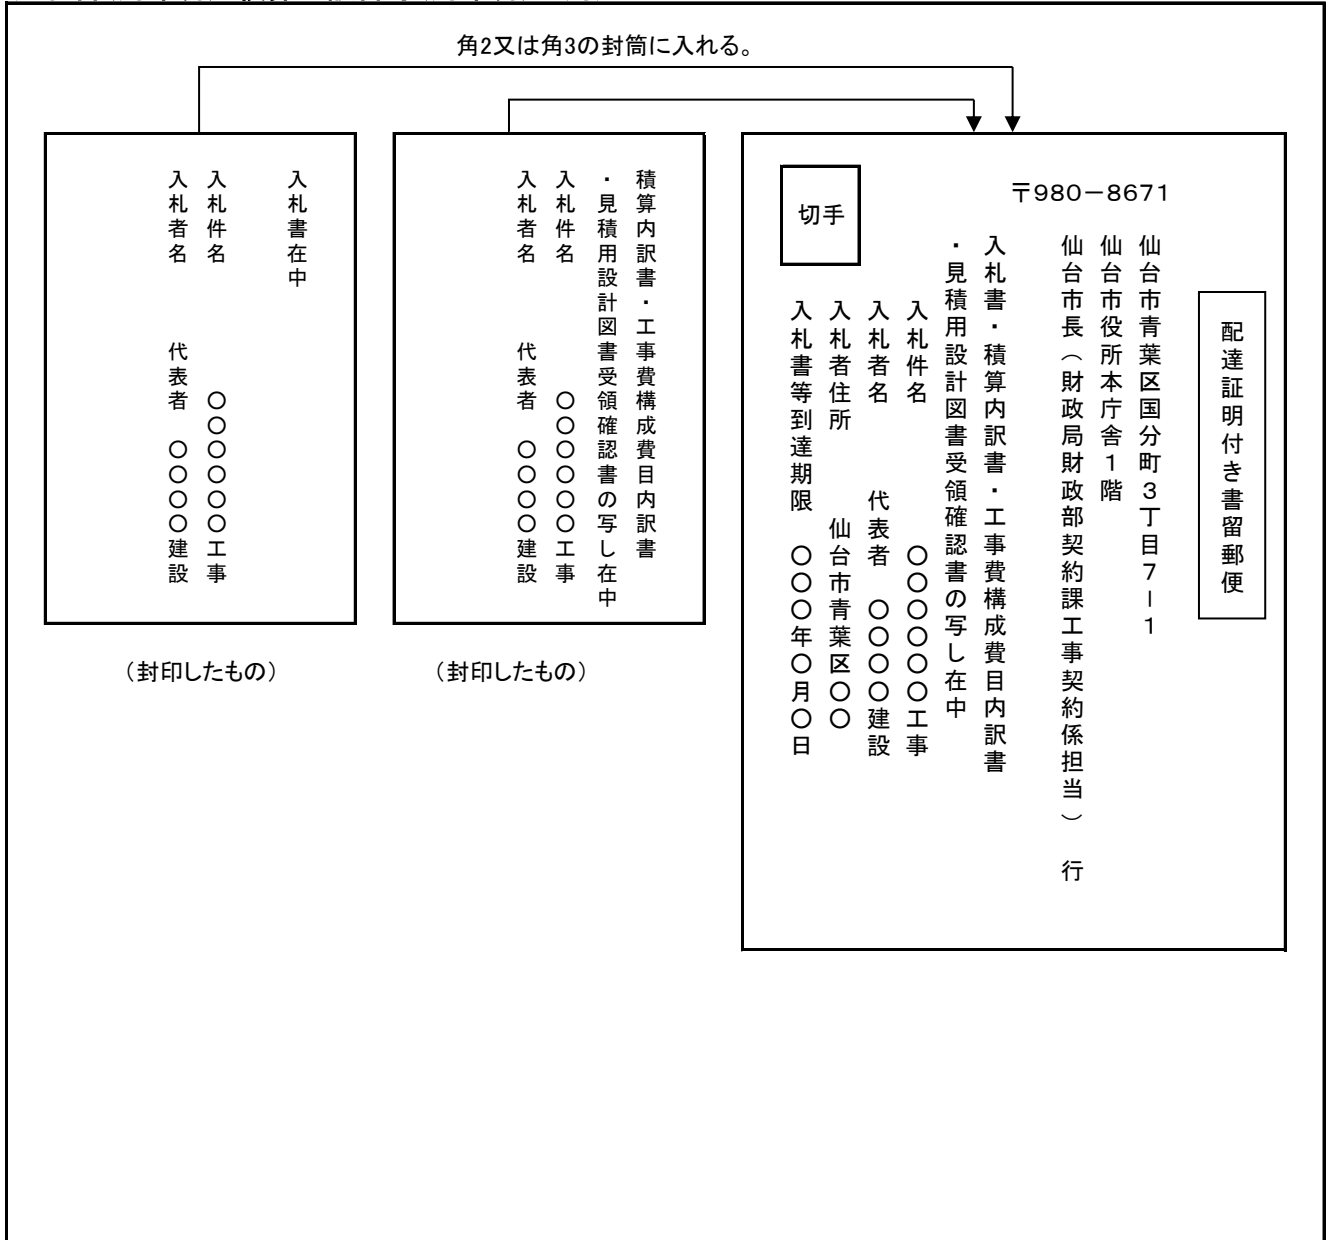 角2又は角3の封筒に入れる。
入札書在中
入札件名　〇〇〇〇〇〇工事
入札者名　代表者　〇〇〇〇建設
（封印したもの）
積算内訳書・工事費構成費目内訳書
・見積用設計図書受領確認書の写し在中
入札件名　〇〇〇〇〇〇工事
入札者名　代表者　〇〇〇〇建設
（封印したもの）
切手
配達証明付き書留郵便
〒980－8671
仙台市青葉区国分町３丁目７－１
仙台市役所本庁舎１階
仙台市長（財政局財政部契約課工事契約係担当）　行
入札書・積算内訳書・工事費構成費目内訳書
・見積用設計図書受領確認書の写し在中
入札件名　〇〇〇〇〇〇工事
入札者名　代表者　〇〇〇〇建設
入札者住所　仙台市青葉区〇〇
入札書等到達期限　〇〇〇年〇月〇日